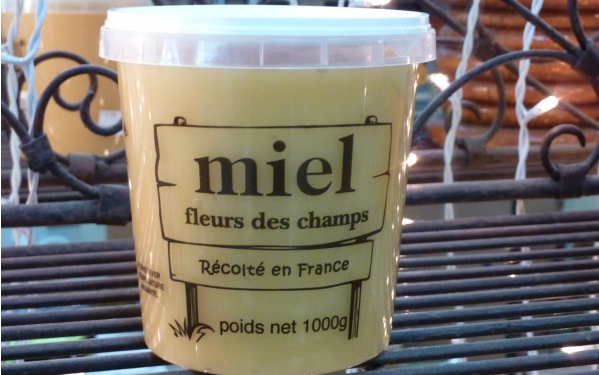 miel
fleurs des champs
Récolté en France
poids net 1000g